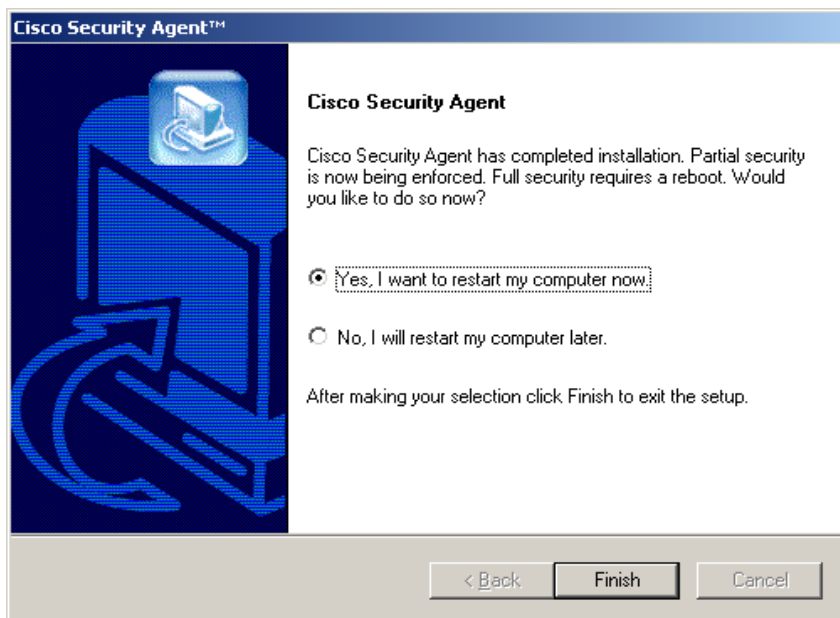 Cisco Security Agent™
Cisco Security Agent
Cisco Security Agent has completed installation. Partial security
is now being enforced. Full security requires a reboot. Would
you like to do so now?
Yes, I want to restart my computer now.
No, I will restart my computer later.
After making your selection click Finish to exit the setup.
< Back
Finish
Cancel